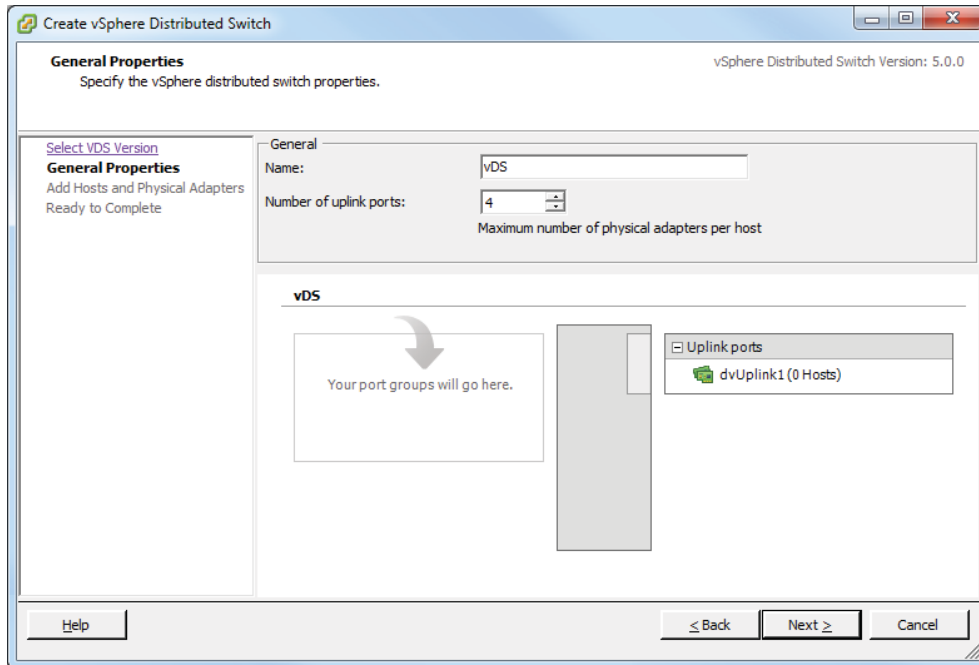 Create vSphere Distributed Switch
General Properties
Specify the vSphere distributed switch properties.
vSphere Distributed Switch Version: 5.0.0
Select VDS Version
General Properties
Add Hosts and Physical Adapters
Ready to Complete
General
Name:
vDS
Number of uplink ports:
4
Maximum number of physical adapters per host
vDS
Your port groups will go here.
Uplink ports
dvUplink1 (0 Hosts)
Help
< Back
Next >
Cancel